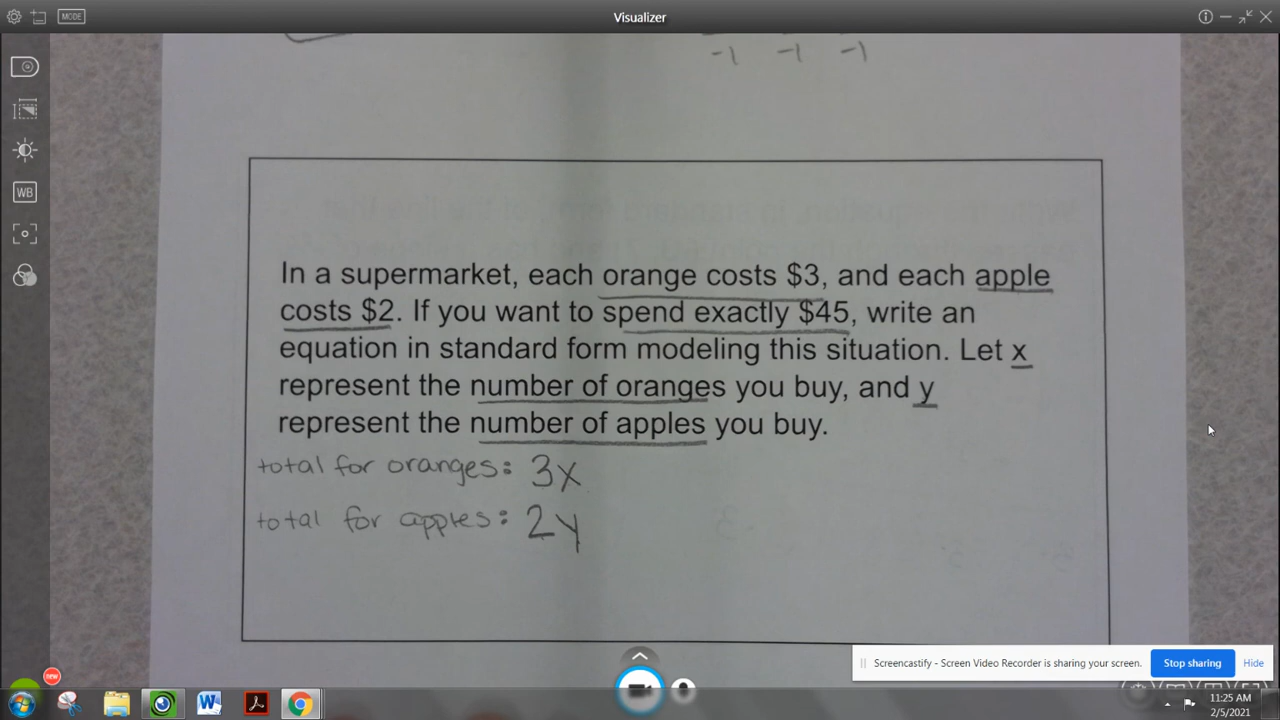 MODE
Visualizer
-1 -1 -1
WB
In a supermarket, each orange costs $3, and each apple
costs $2. If you want to spend exactly $45, write an
equation in standard form modeling this situation. Let x
represent the number of oranges you buy, and y
represent the number of apples you buy.
total for oranges: 3x
total for apples: 2y
Screencastify - Screen Video Recorder is sharing your screen.
Stop sharing
Hide
new
11:25 AM
2/5/2021